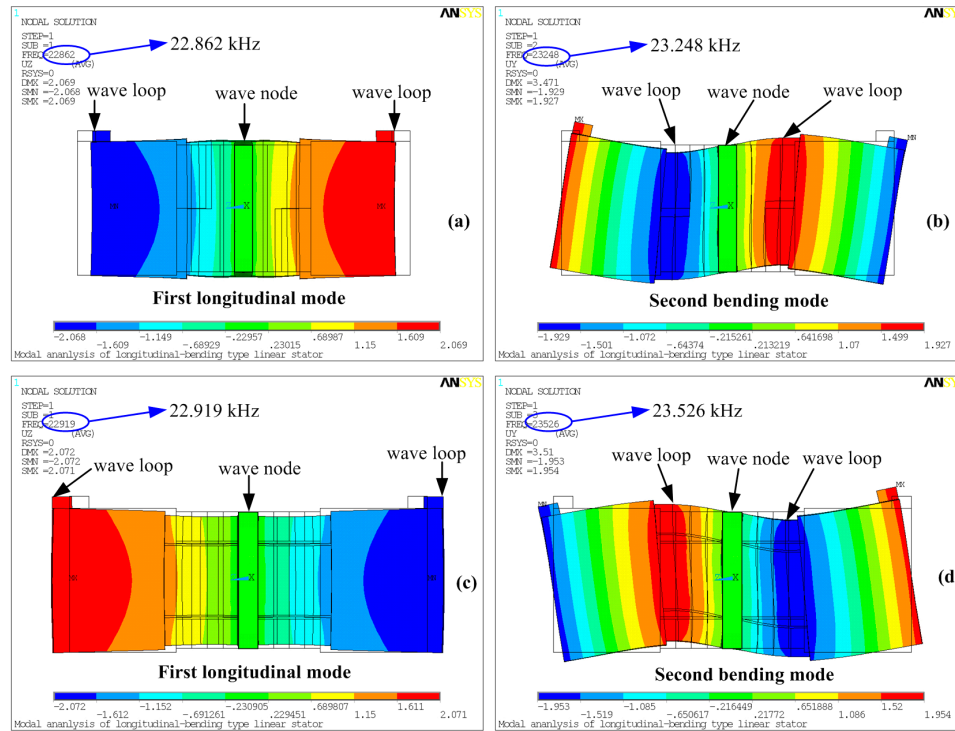 1
ANSYS
NODAL SOLUTION
STEP=1
SUB =1
FREQ=22862
UZ (AVG)
RSYS=0
DMX =2.069
SMN =-2.068
SMX =2.069
22.862 kHz
wave loop
wave node
wave loop
MN
MX
Z X
(a)
First longitudinal mode
-2.068 -1.149 -.22957 .68987 1.609
-1.609 -.68929 .23015 1.15 2.069
Modal ananlysis of longitudinal-bending type linear stator
1
ANSYS
NODAL SOLUTION
STEP=1
SUB =2
FREQ=23248
UY (AVG)
RSYS=0
DMX =3.471
SMN =-1.929
SMX =1.927
23.248 kHz
wave loop
wave node
wave loop
MX
MN
Z X
(b)
Second bending mode
-1.929 -1.072 -.215261 .641698 1.499
-1.501 -.64374 .213219 1.07 1.927
Modal ananlysis of longitudinal-bending type linear stator
1
ANSYS
NODAL SOLUTION
STEP=1
SUB =1
FREQ=22919
UZ (AVG)
RSYS=0
DMX =2.072
SMN =-2.072
SMX =2.071
22.919 kHz
wave loop
wave node
wave loop
MX
MN
Z X
(c)
First longitudinal mode
-2.072 -1.152 -.230905 .689807 1.611
-1.612 -.691261 .229451 1.15 2.071
Modal ananlysis of longitudinal-bending type linear stator
1
ANSYS
NODAL SOLUTION
STEP=1
FREQ=23526
UY (AVG)
RSYS=0
DMX =3.51
SMN =-1.953
SMX =1.954
23.526 kHz
wave loop
wave node
wave loop
MN
MX
Z X
(d)
Second bending mode
-1.953 -1.085 -.216449 .651888 1.52
-1.519 -.650617 .21772 1.086 1.954
Modal ananlysis of longitudinal-bending type linear stator